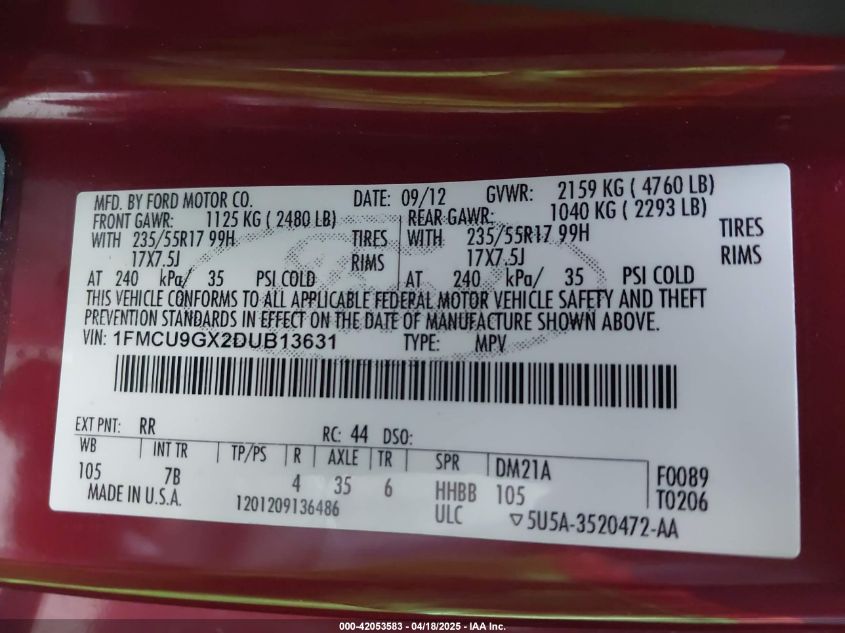 MFD. BY FORD MOTOR CO. DATE: 09/12 GVWR: 2159 KG ( 4760 LB)
FRONT GAWR: 1125 KG ( 2480 LB) REAR GAWR: 1040 KG ( 2293 LB)
WITH 235/55R17 99H TIRES WITH 235/55R17 99H TIRES
17X7.5J RIMS 17X7.5J RIMS
AT 240 kPa/ 35 PSI COLD AT 240 kPa/ 35 PSI COLD
THIS VEHICLE CONFORMS TO ALL APPLICABLE FEDERAL MOTOR VEHICLE SAFETY AND THEFT
PREVENTION STANDARDS IN EFFECT ON THE DATE OF MANUFACTURE SHOWN ABOVE.
VIN: 1FMCU9GX2DUB13631 TYPE: MPV
EXT PNT: RR RC: 44 DSO:
WB INT TR TP/PS R AXLE TR SPR DM21A F0089
105 7B 4 35 6 HHBB 105 T0206
MADE IN U.S.A. 1201209136486 ULC ▽5U5A-3520472-AA
000-42053583 - 04/18/2025 - IAA Inc.